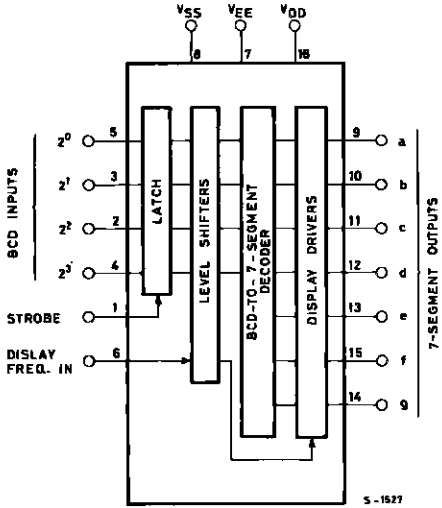 VSS VEE VDD
8 7 16
BCD INPUTS
2⁰ 5
2¹ 3
2² 2
2³ 4
STROBE 1
DISLAY FREQ. IN 6
LATCH
LEVEL SHIFTERS
BCD-TO-7-SEGMENT DECODER
DISPLAY DRIVERS
9 a
10 b
11 c
12 d
13 e
15 f
14 g
7-SEGMENT OUTPUTS
S-1527